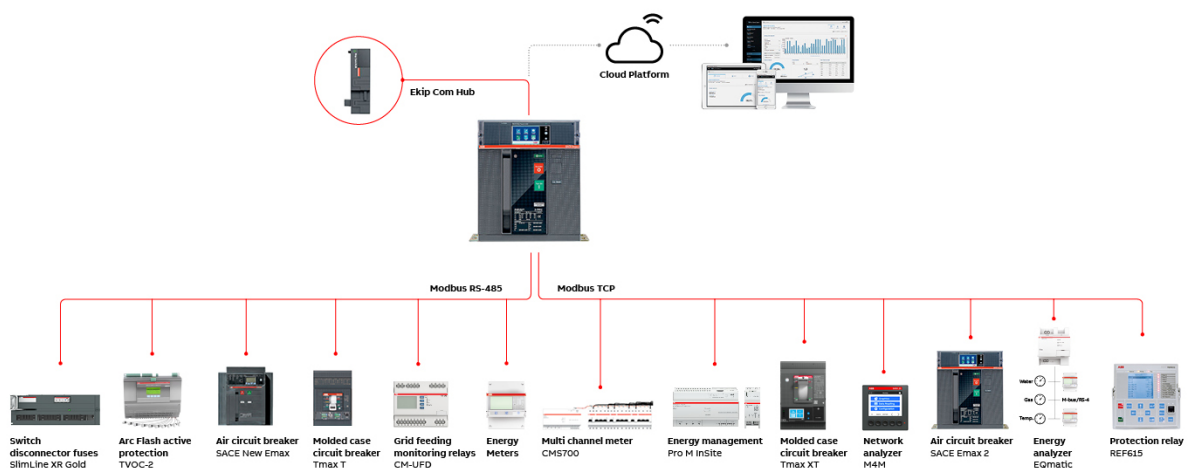 Cloud Platform
Ekip Com Hub
Modbus RS-485
Modbus TCP
Switch
disconnector fuses
SlimLine XR Gold
Arc Flash active
protection
TVOC-2
Air circuit breaker
SACE New Emax
Molded case
circuit breaker
Tmax T
Grid feeding
monitoring relays
CM-UFD
Energy
Meters
Multi channel meter
CMS700
Energy management
Pro M InSite
Molded case
circuit breaker
Tmax XT
Network
analyzer
M4M
Air circuit breaker
SACE Emax 2
Water
Gas
M-bus/RS-4
Temp.
Energy
analyzer
EQmatic
Protection relay
REF615